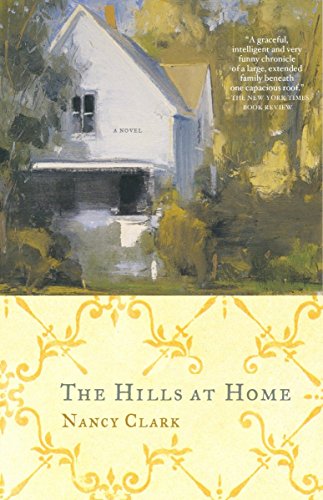 "A graceful,
intelligent and very
funny chronicle
of a large, extended
family beneath
one capacious roof."
—THE NEW YORK TIMES
BOOK REVIEW
A NOVEL
THE HILLS AT HOME
NANCY CLARK